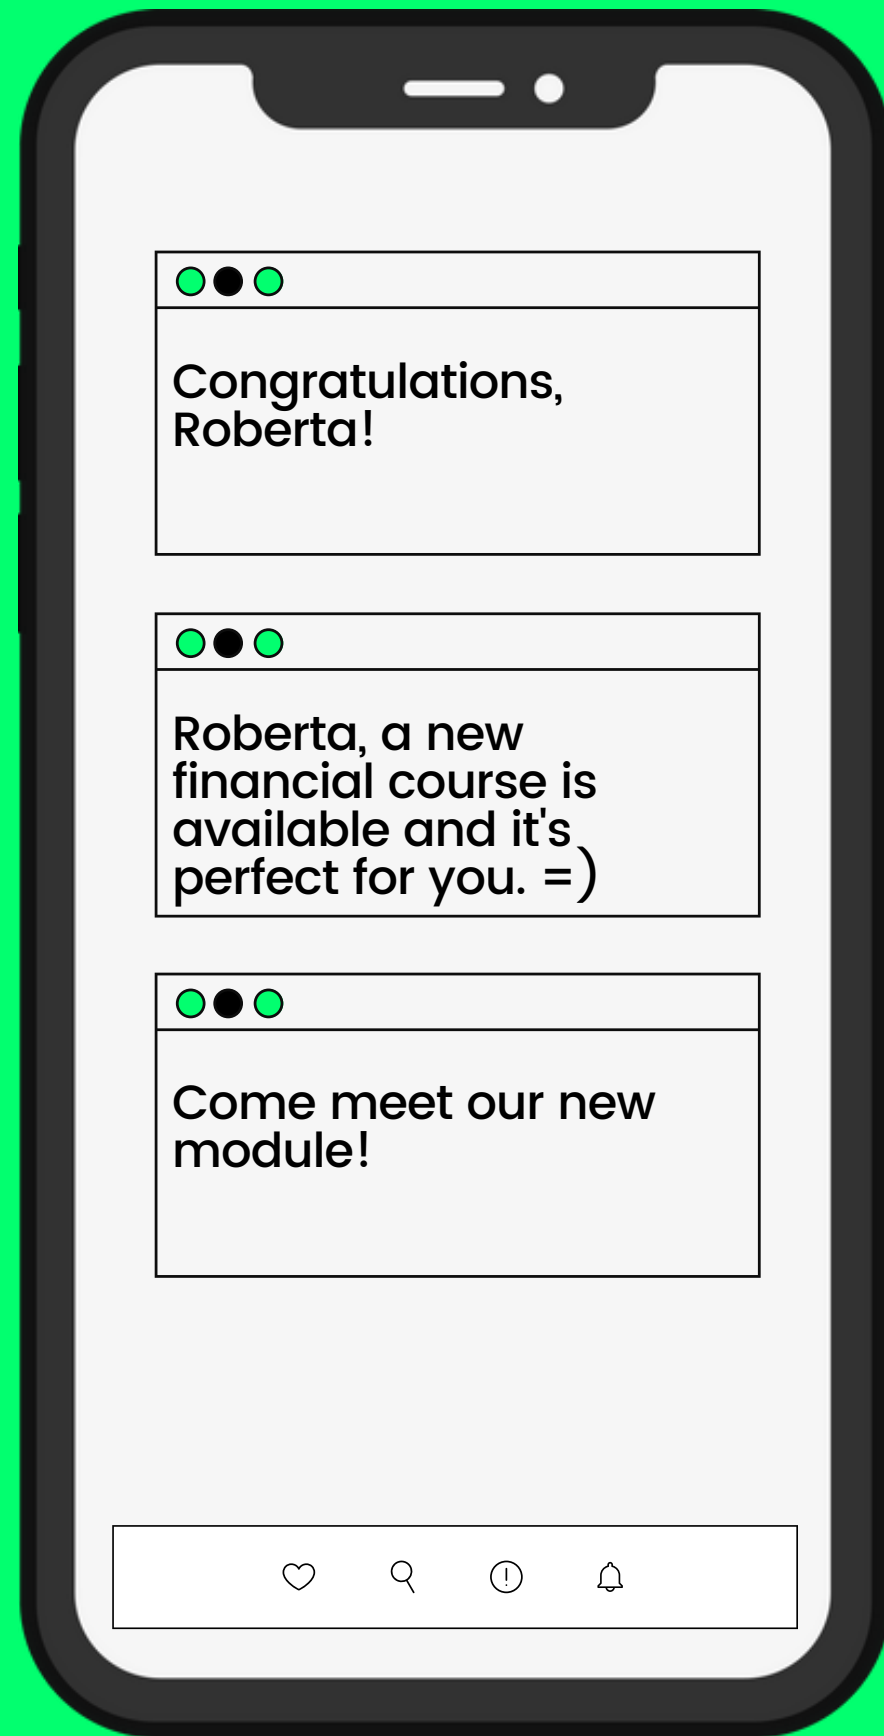 Congratulations,
Roberta!
Roberta, a new
financial course is
available and it's
perfect for you. =)
Come meet our new
module!